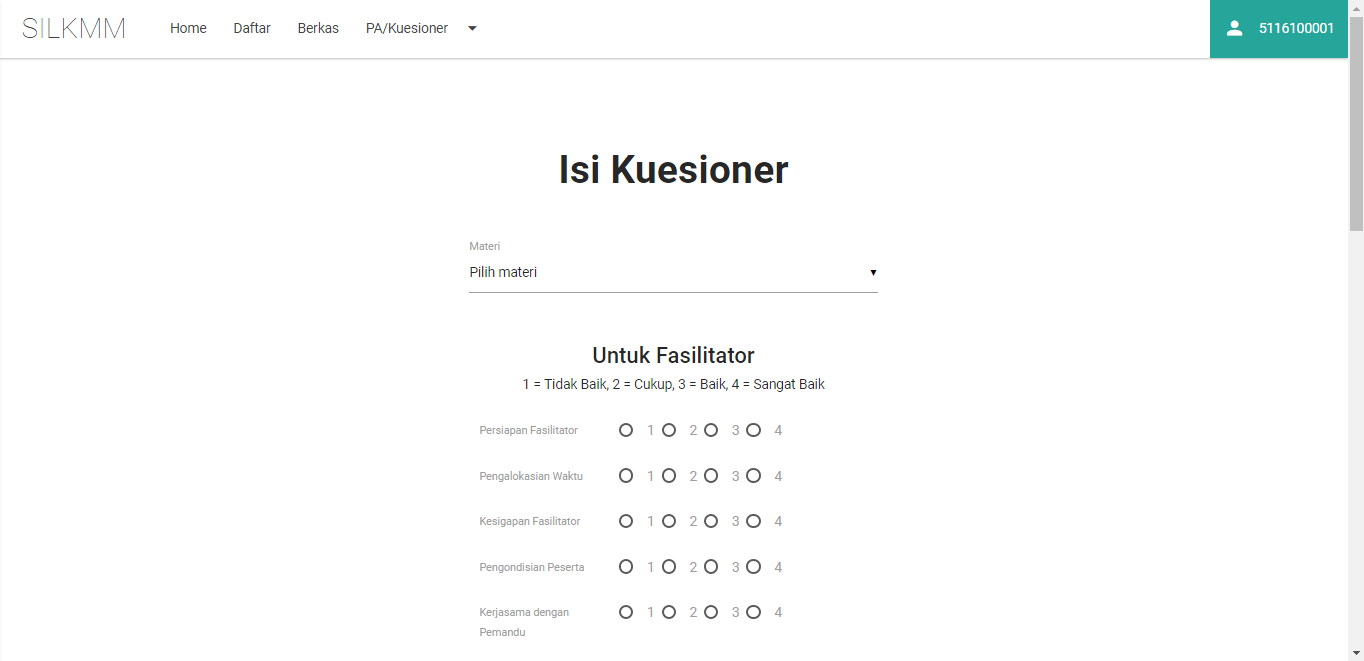 SILKMM Home Daftar Berkas PA/Kuesioner 5116100001
Isi Kuesioner
Materi
Pilih materi
Untuk Fasilitator
1 = Tidak Baik, 2 = Cukup, 3 = Baik, 4 = Sangat Baik
Persiapan Fasilitator 1 2 3 4
Pengalokasian Waktu 1 2 3 4
Kesigapan Fasilitator 1 2 3 4
Pengondisian Peserta 1 2 3 4
Kerjasama dengan 1 2 3 4
Pemandu